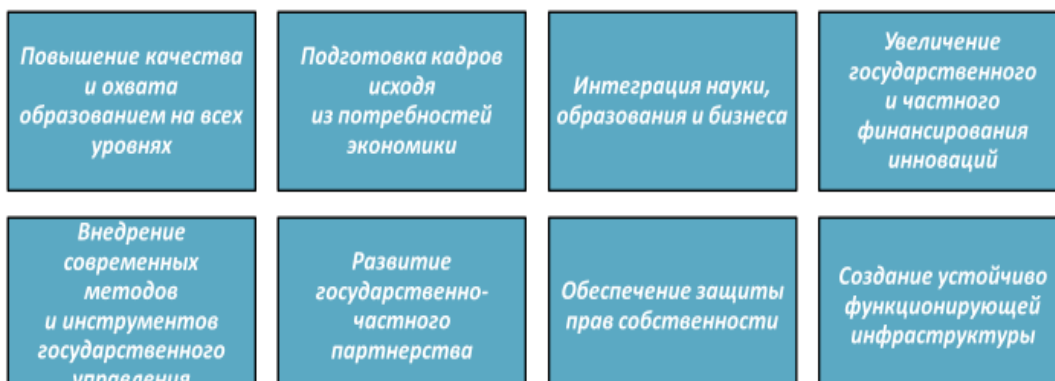 Повышение качества
и охвата
образованием на всех
уровнях
Подготовка кадров
исходя
из потребностей
экономики
Интеграция науки,
образования и бизнеса
Увеличение
государственного
и частного
финансирования
инноваций
Внедрение
современных
методов
и инструментов
государственного
управления
Развитие
государственно-
частного
партнерства
Обеспечение защиты
прав собственности
Создание устойчиво
функционирующей
инфраструктуры